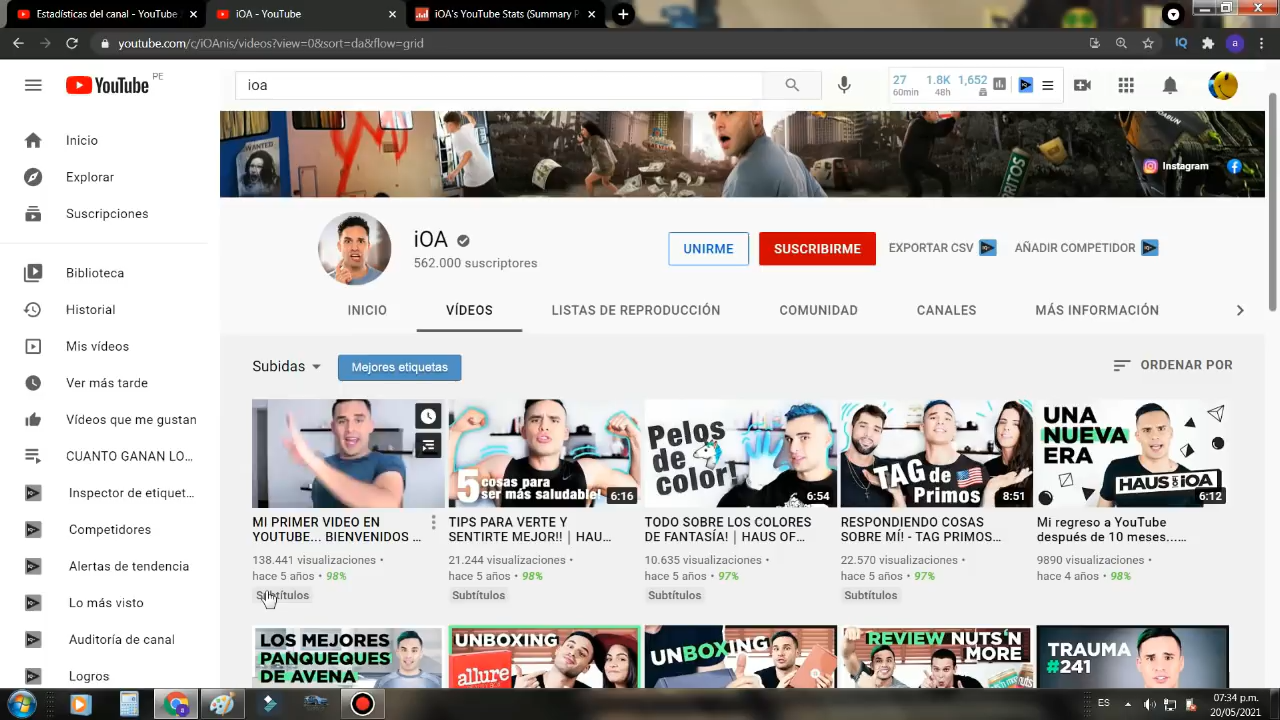 Estadísticas del canal - YouTube
iOA - YouTube
iOA's YouTube Stats (Summary P
youtube.com/c/iOAnis/videos?view=0&sort=da&flow=grid
IQ
a
YouTube PE
ioa
27 1.8K 1,652
60min 48h
Inicio
Explorar
Suscripciones
Biblioteca
Historial
Mis vídeos
Ver más tarde
Vídeos que me gustan
CUANTO GANAN LO...
Inspector de etiquet...
Competidores
Alertas de tendencia
Lo más visto
Auditoría de canal
Logros
WANTED
Instagram
iOA
562.000 suscriptores
UNIRME
SUSCRIBIRME
EXPORTAR CSV
AÑADIR COMPETIDOR
INICIO
VÍDEOS
LISTAS DE REPRODUCCIÓN
COMUNIDAD
CANALES
MÁS INFORMACIÓN
Subidas
Mejores etiquetas
ORDENAR POR
MI PRIMER VIDEO EN
YOUTUBE... BIENVENIDOS ...
138.441 visualizaciones •
hace 5 años • 98%
Subtítulos
5 cosas para
ser más saludable!
6:16
TIPS PARA VERTE Y
SENTIRTE MEJOR!! | HAU...
21.244 visualizaciones •
hace 5 años • 98%
Subtítulos
Pelos
de
color!
6:54
TODO SOBRE LOS COLORES
DE FANTASÍA! | HAUS OF...
10.635 visualizaciones •
hace 5 años • 97%
Subtítulos
TAG de
Primos
8:51
RESPONDIENDO COSAS
SOBRE MÍ! - TAG PRIMOS...
22.570 visualizaciones •
hace 5 años • 97%
Subtítulos
UNA
NUEVA
ERA
HAUS OF iOA
6:12
Mi regreso a YouTube
después de 10 meses...…
9890 visualizaciones •
hace 4 años • 98%
LOS MEJORES
PANQUEQUES
DE AVENA
UNBOXING
allure
UNBOXING
REVIEW NUTS'N
MORE
TRAUMA
#241
ES
07:34 p.m.
20/05/2021